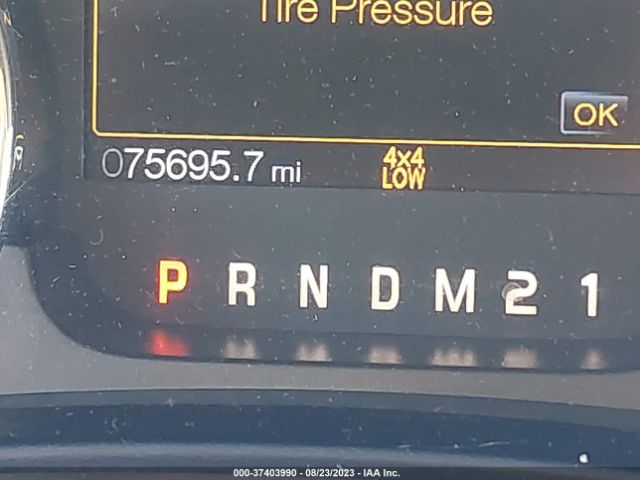 Tire Pressure
OK
075695.7 mi
4x4
LOW
P R N D M 2 1
000-37403990 - 08/23/2023 - IAA Inc.